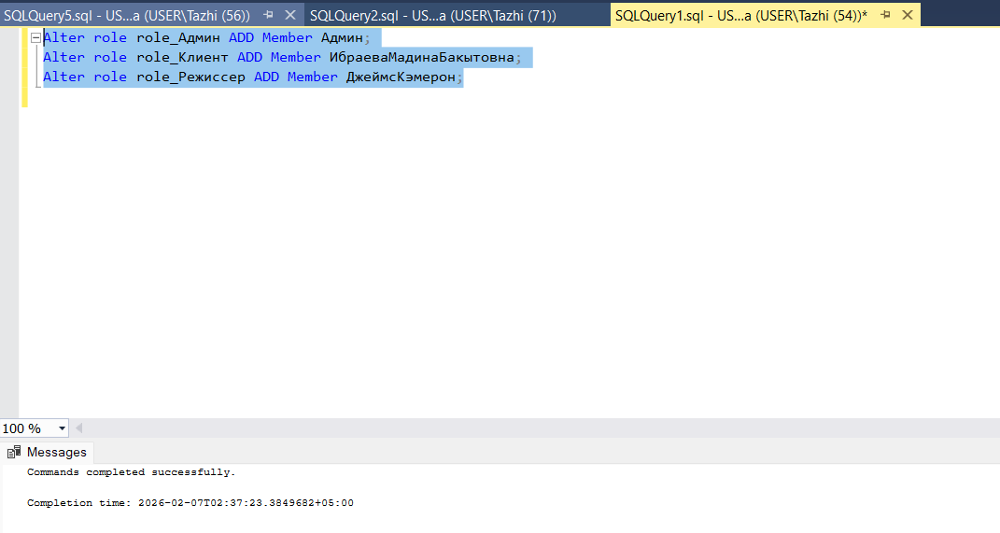 SQLQuery5.sql - US...a (USER\Tazhi (56)) SQLQuery2.sql - US...a (USER\Tazhi (71)) SQLQuery1.sql - US...a (USER\Tazhi (54))*
Alter role role_Админ ADD Member Админ;
Alter role role_Клиент ADD Member ИбраеваМадинаБакытовна;
Alter role role_Режиссер ADD Member ДжеймсКэмерон;
100 %
Messages
Commands completed successfully.
Completion time: 2026-02-07T02:37:23.3849682+05:00